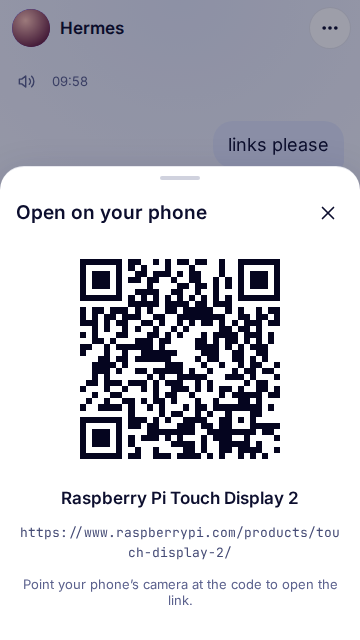 Hermes
09:58
links please
Open on your phone
Raspberry Pi Touch Display 2
https://www.raspberrypi.com/products/tou
ch-display-2/
Point your phone’s camera at the code to open the
link.